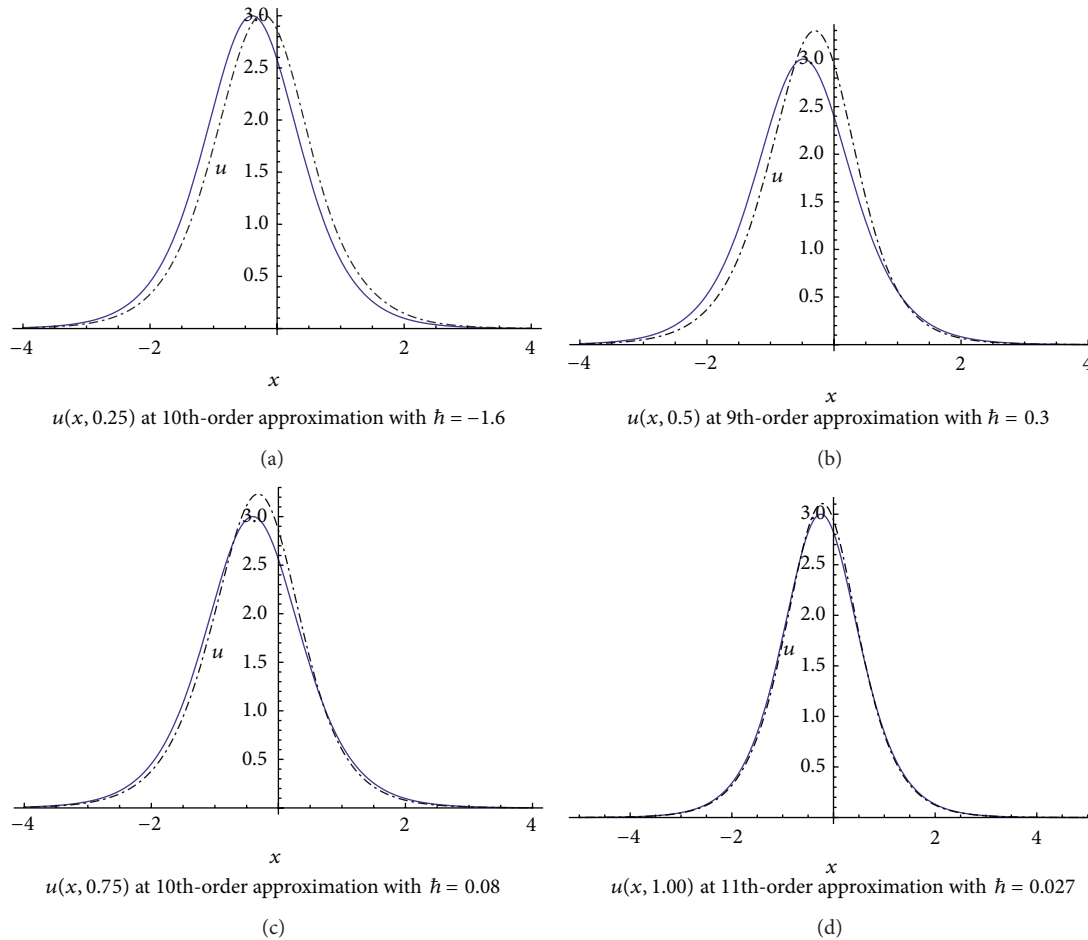 3.0
2.5
2.0
u
1.5
1.0
0.5
−4
−2
2
4
x
u(x, 0.25) at 10th-order approximation with ℏ = −1.6
(a)
3.0
2.5
2.0
u
1.5
1.0
0.5
−4
−2
2
4
x
u(x, 0.5) at 9th-order approximation with ℏ = 0.3
(b)
3.0
2.5
2.0
u
1.5
1.0
0.5
−4
−2
2
4
x
u(x, 0.75) at 10th-order approximation with ℏ = 0.08
(c)
3.0
2.5
2.0
u
1.5
1.0
0.5
−4
−2
2
4
x
u(x, 1.00) at 11th-order approximation with ℏ = 0.027
(d)